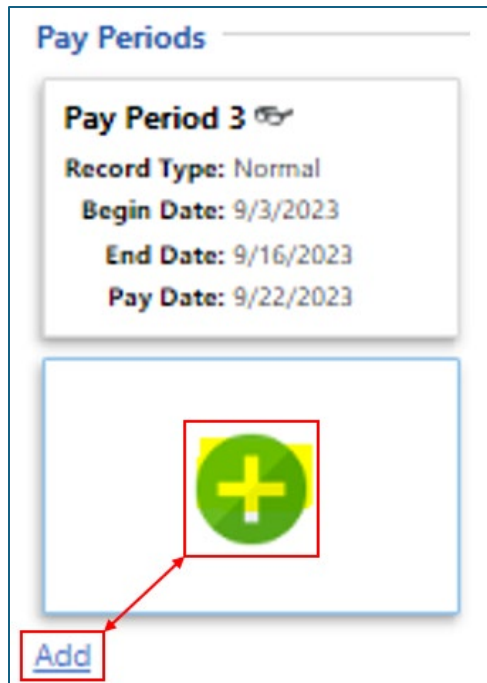 Pay Periods
Pay Period 3
Record Type: Normal
Begin Date: 9/3/2023
End Date: 9/16/2023
Pay Date: 9/22/2023
Add